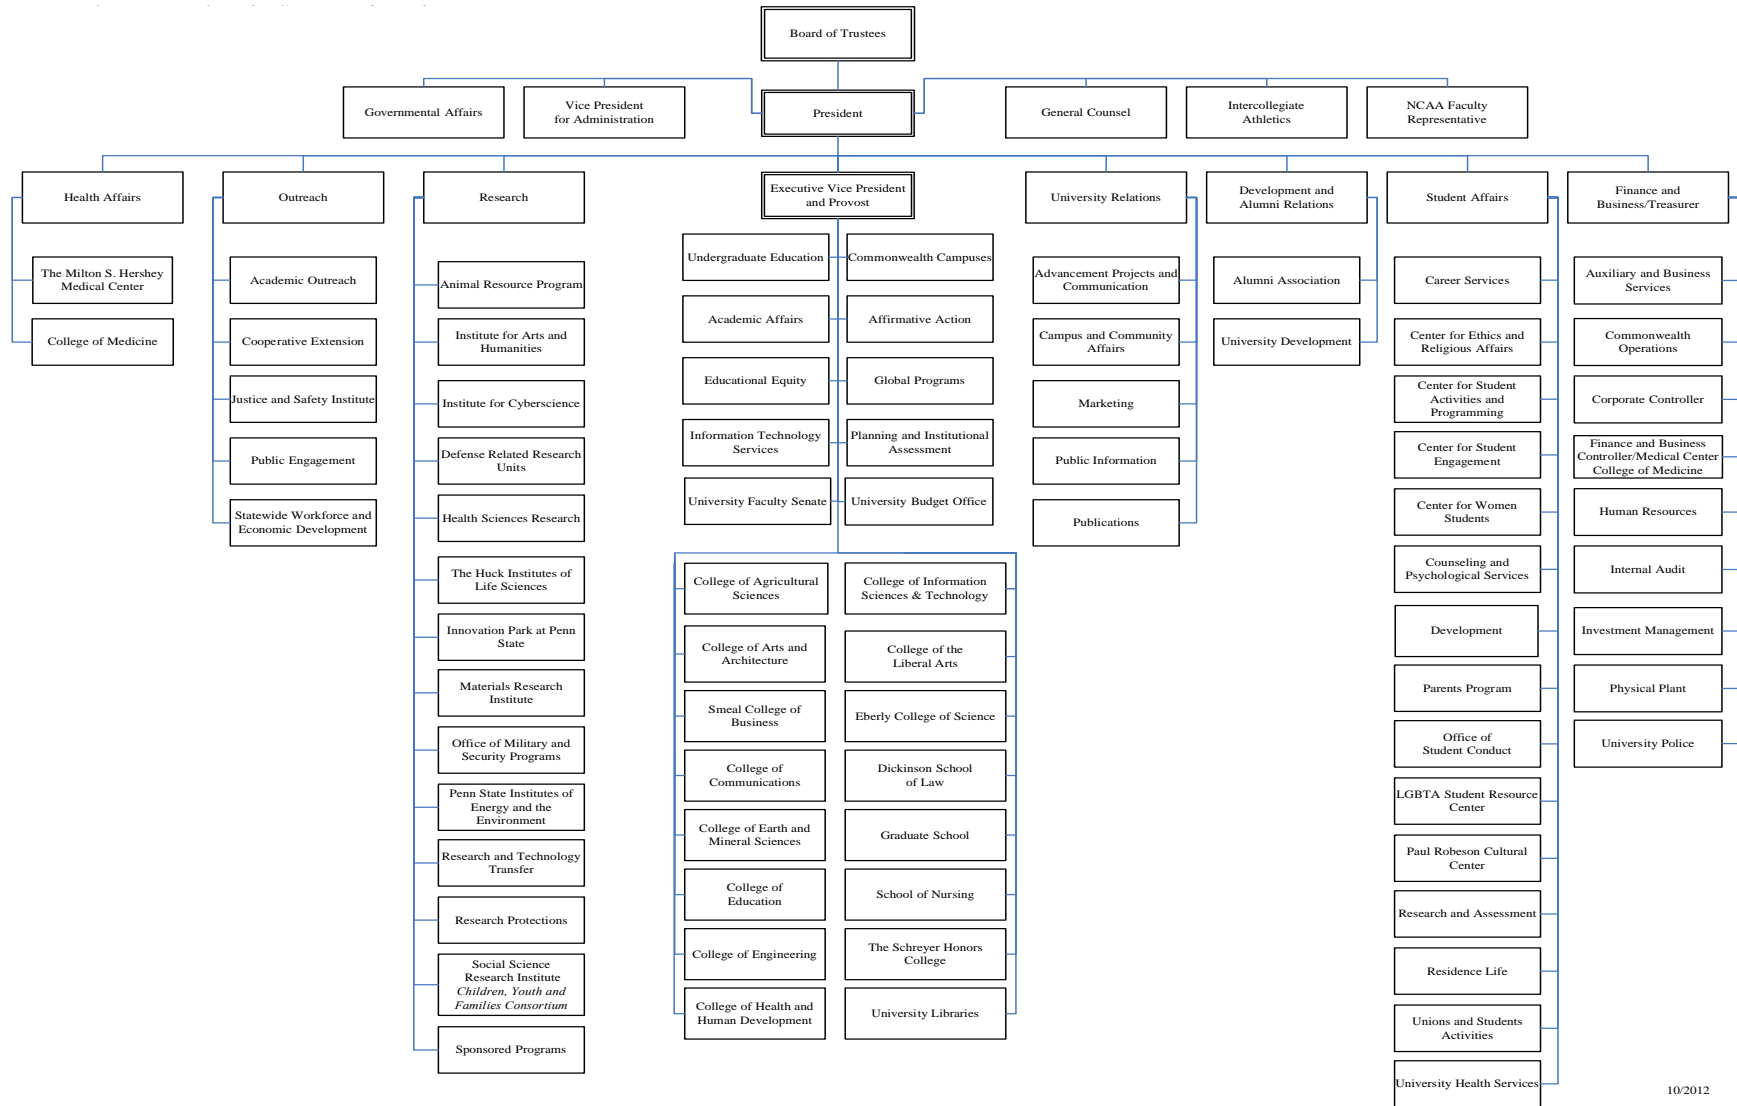 Board of Trustees
Governmental Affairs
Vice President
for Administration
President
General Counsel
Intercollegiate
Athletics
NCAA Faculty
Representative
Health Affairs
Outreach
Research
Executive Vice President
and Provost
University Relations
Development and
Alumni Relations
Student Affairs
Finance and
Business/Treasurer
The Milton S. Hershey
Medical Center
College of Medicine
Academic Outreach
Cooperative Extension
Justice and Safety Institute
Public Engagement
Statewide Workforce and
Economic Development
Animal Resource Program
Institute for Arts and
Humanities
Institute for Cyberscience
Defense Related Research
Units
Health Sciences Research
The Huck Institutes of
Life Sciences
Innovation Park at Penn
State
Materials Research
Institute
Office of Military and
Security Programs
Penn State Institutes of
Energy and the
Environment
Research and Technology
Transfer
Research Protections
Social Science
Research Institute
Children, Youth and
Families Consortium
Sponsored Programs
Undergraduate Education
Commonwealth Campuses
Academic Affairs
Affirmative Action
Educational Equity
Global Programs
Information Technology
Services
Planning and Institutional
Assessment
University Faculty Senate
University Budget Office
College of Agricultural
Sciences
College of Information
Sciences & Technology
College of Arts and
Architecture
College of the
Liberal Arts
Smeal College of
Business
Eberly College of Science
College of
Communications
Dickinson School
of Law
College of Earth and
Mineral Sciences
Graduate School
College of
Education
School of Nursing
College of Engineering
The Schreyer Honors
College
College of Health and
Human Development
University Libraries
Advancement Projects and
Communication
Campus and Community
Affairs
Marketing
Public Information
Publications
Alumni Association
University Development
Career Services
Center for Ethics and
Religious Affairs
Center for Student
Activities and
Programming
Center for Student
Engagement
Center for Women
Students
Counseling and
Psychological Services
Development
Parents Program
Office of
Student Conduct
LGBTA Student Resource
Center
Paul Robeson Cultural
Center
Research and Assessment
Residence Life
Unions and Students
Activities
University Health Services
Auxiliary and Business
Services
Commonwealth
Operations
Corporate Controller
Finance and Business
Controller/Medical Center
College of Medicine
Human Resources
Internal Audit
Investment Management
Physical Plant
University Police
10/2012